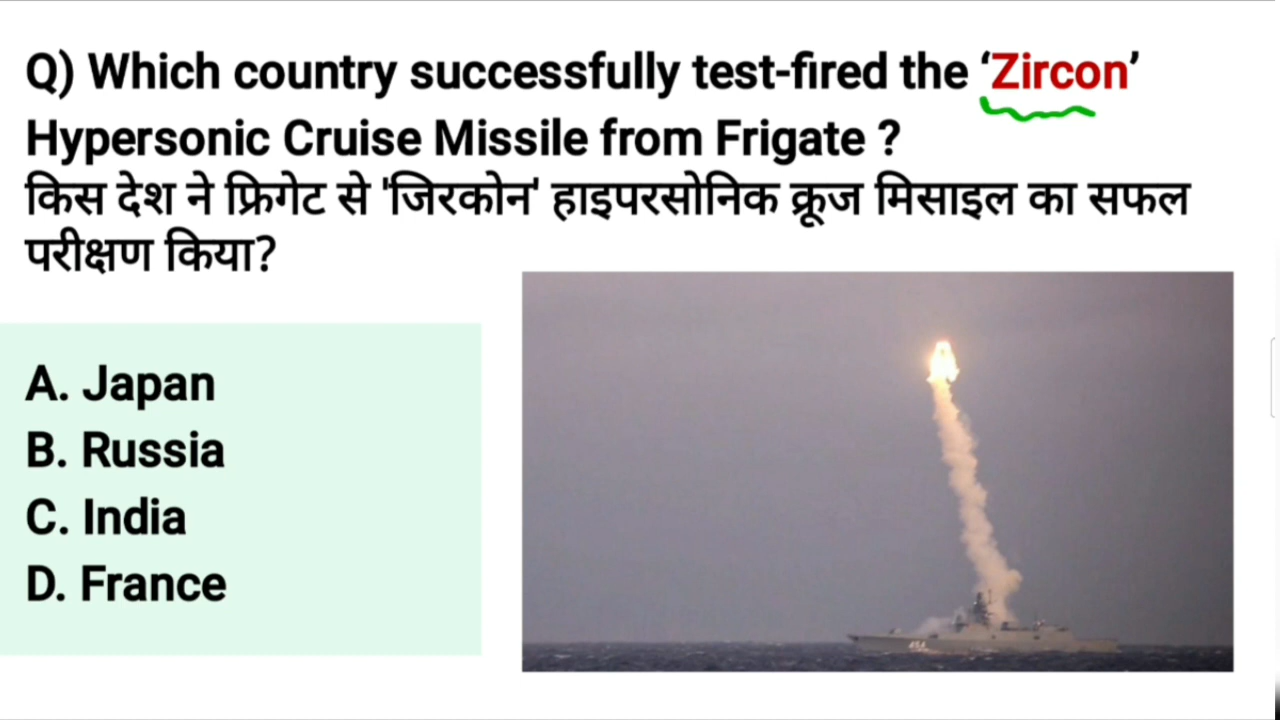 Q) Which country successfully test-fired the ‘Zircon’
Hypersonic Cruise Missile from Frigate ?
किस देश ने फ्रिगेट से 'जिरकोन' हाइपरसोनिक क्रूज मिसाइल का सफल
परीक्षण किया?
A. Japan
B. Russia
C. India
D. France
454